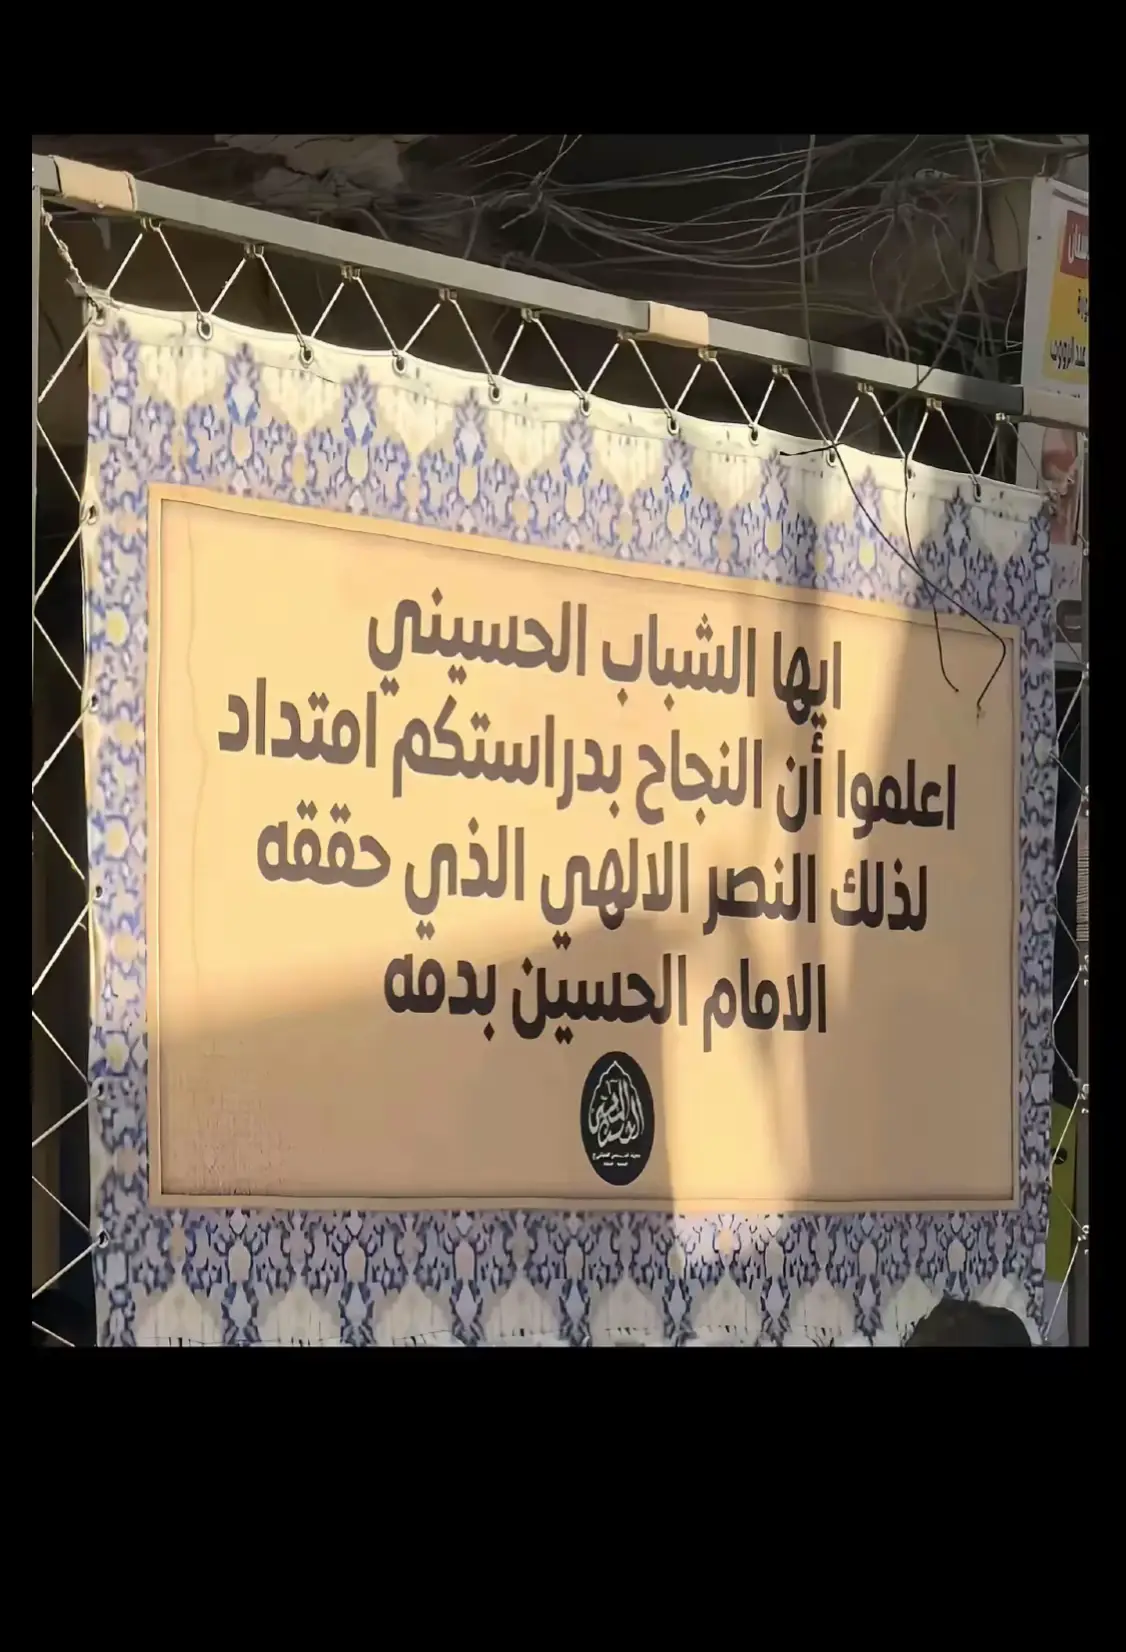 ايها الشباب الحسيني
اعلموا أن النجاح بدراستكم امتداد
لذلك النصر الالهي الذي حققه
الامام الحسين بدمه